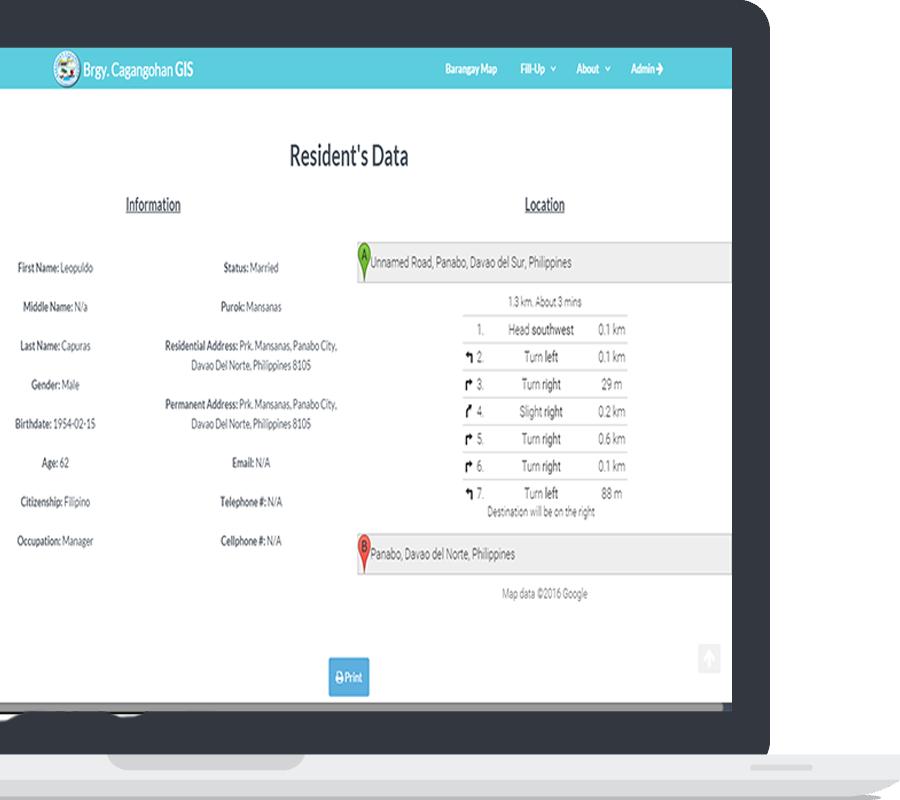 Brgy. Cagangohan GIS
Barangay Map
Fill-Up
About
Admin
Resident's Data
Information
First Name: Leopuldo
Middle Name: N/a
Last Name: Capuras
Gender: Male
Birthdate: 1954-02-15
Age: 62
Citizenship: Filipino
Occupation: Manager
Status: Married
Purok: Mansanas
Residential Address: Prk. Mansanas, Panabo City,
Davao Del Norte, Philippines 8105
Permanent Address: Prk. Mansanas, Panabo City,
Davao Del Norte, Philippines 8105
Email: N/A
Telephone #: N/A
Cellphone #: N/A
Location
A
Unnamed Road, Panabo, Davao del Sur, Philippines
1.3 km. About 3 mins
1. Head southwest 0.1 km
2. Turn left 0.1 km
3. Turn right 29 m
4. Slight right 0.2 km
5. Turn right 0.6 km
6. Turn right 0.1 km
7. Turn left 88 m
Destination will be on the right
B
Panabo, Davao del Norte, Philippines
Map data ©2016 Google
Print